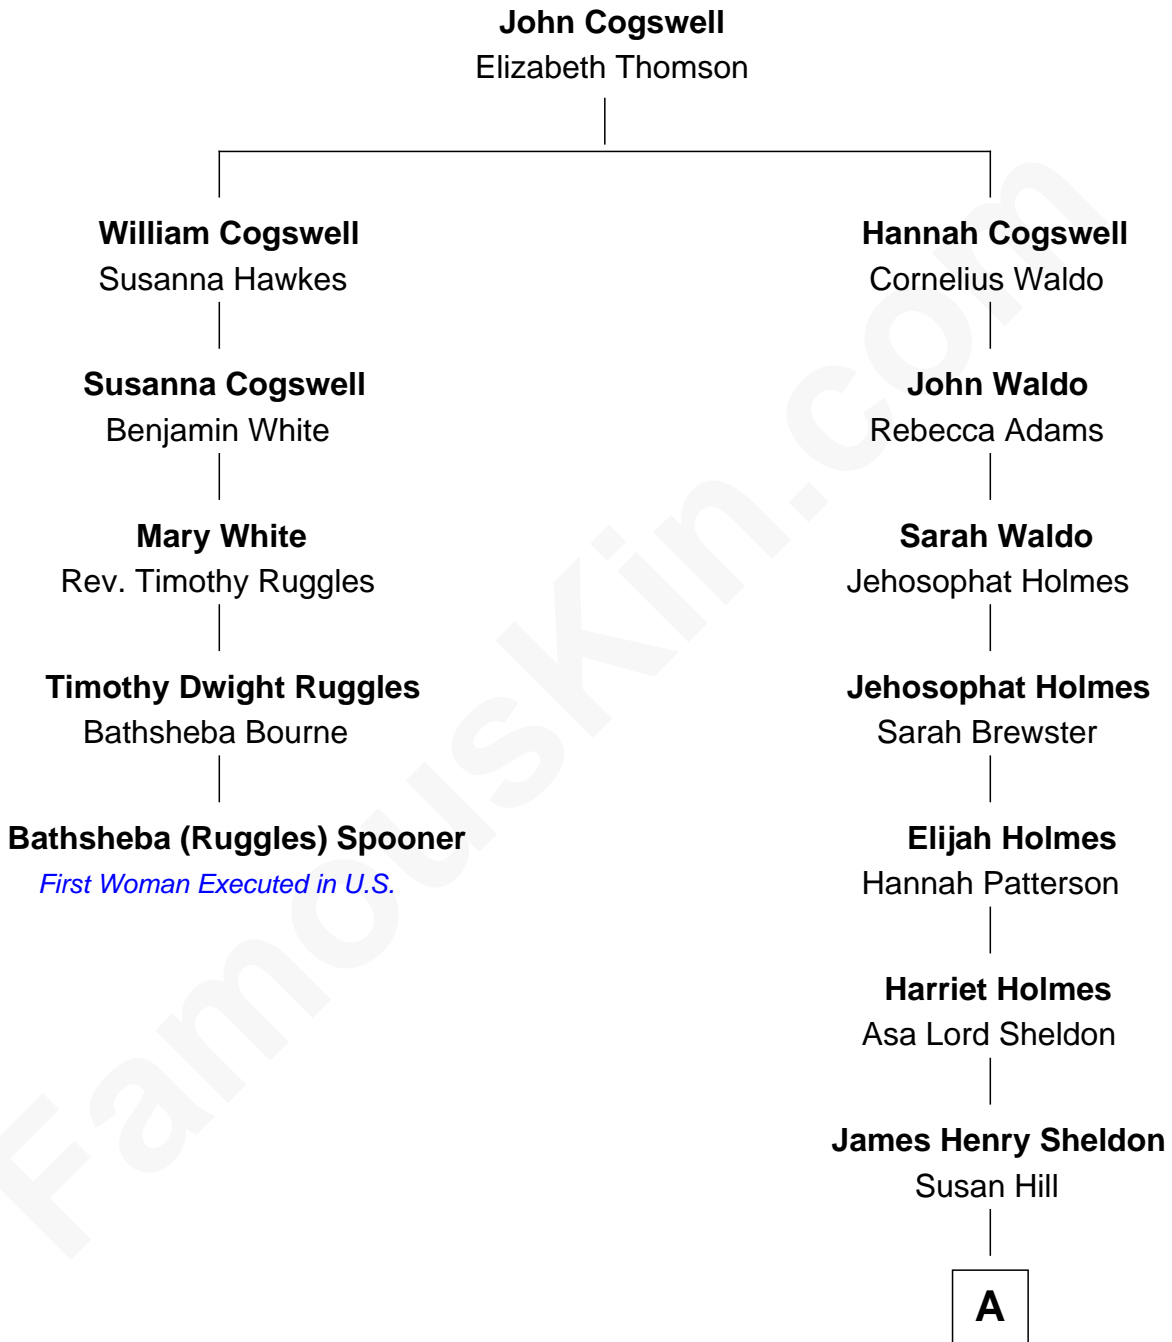 John Cogswell
Elizabeth Thomson
William Cogswell
Susanna Hawkes
Susanna Cogswell
Benjamin White
Mary White
Rev. Timothy Ruggles
Timothy Dwight Ruggles
Bathsheba Bourne
Bathsheba (Ruggles) Spooner
First Woman Executed in U.S.
Hannah Cogswell
Cornelius Waldo
John Waldo
Rebecca Adams
Sarah Waldo
Jehosophat Holmes
Jehosophat Holmes
Sarah Brewster
Elijah Holmes
Hannah Patterson
Harriet Holmes
Asa Lord Sheldon
James Henry Sheldon
Susan Hill
A
FamousKin.com